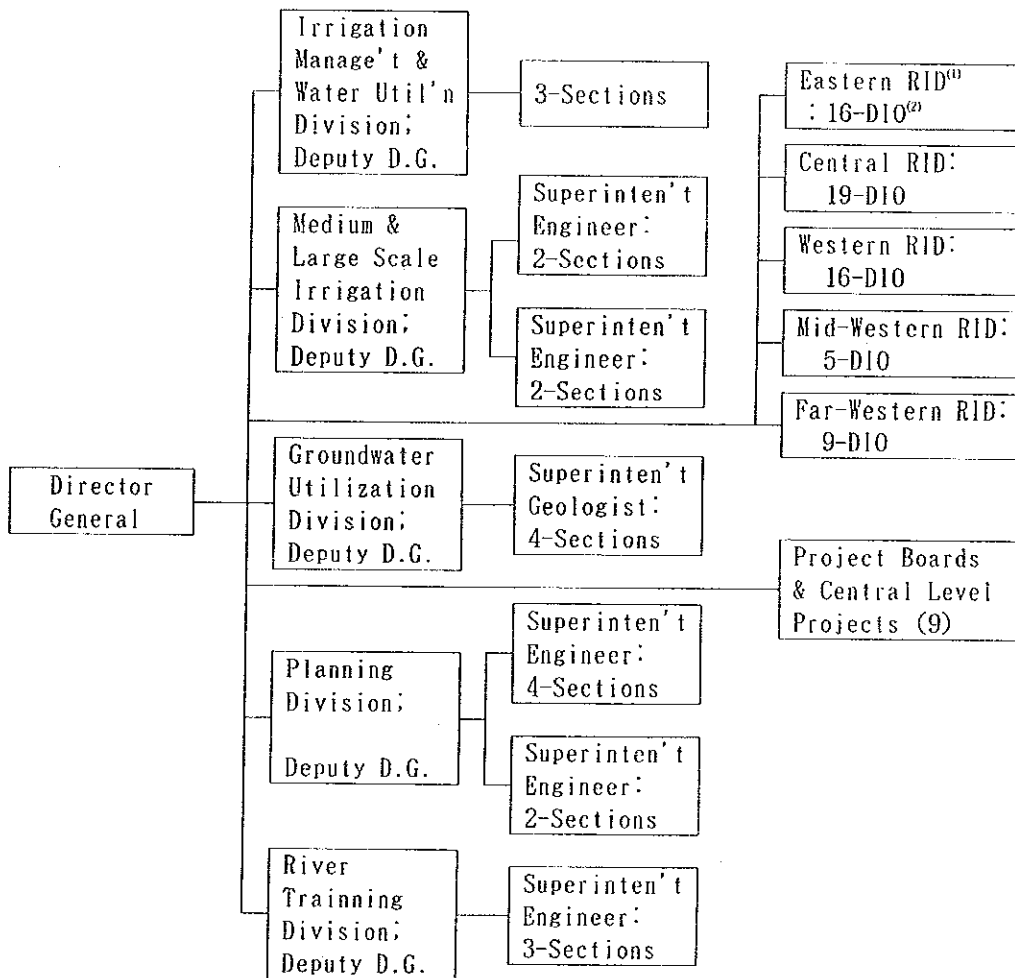 Irrigation
Manage't &
Water Util'n
Division;
Deputy D.G.
3-Sections
Medium &
Large Scale
Irrigation
Division;
Deputy D.G.
Superinten't
Engineer:
2-Sections
Superinten't
Engineer:
2-Sections
Eastern RID(1)
: 16-DIO(2)
Central RID:
19-DIO
Western RID:
16-DIO
Mid-Western RID:
5-DIO
Far-Western RID:
9-DIO
Director
General
Groundwater
Utilization
Division;
Deputy D.G.
Superinten't
Geologist:
4-Sections
Project Boards
& Central Level
Projects (9)
Planning
Division;
Deputy D.G.
Superinten't
Engineer:
4-Sections
Superinten't
Engineer:
2-Sections
River
Trainning
Division;
Deputy D.G.
Superinten't
Engineer:
3-Sections